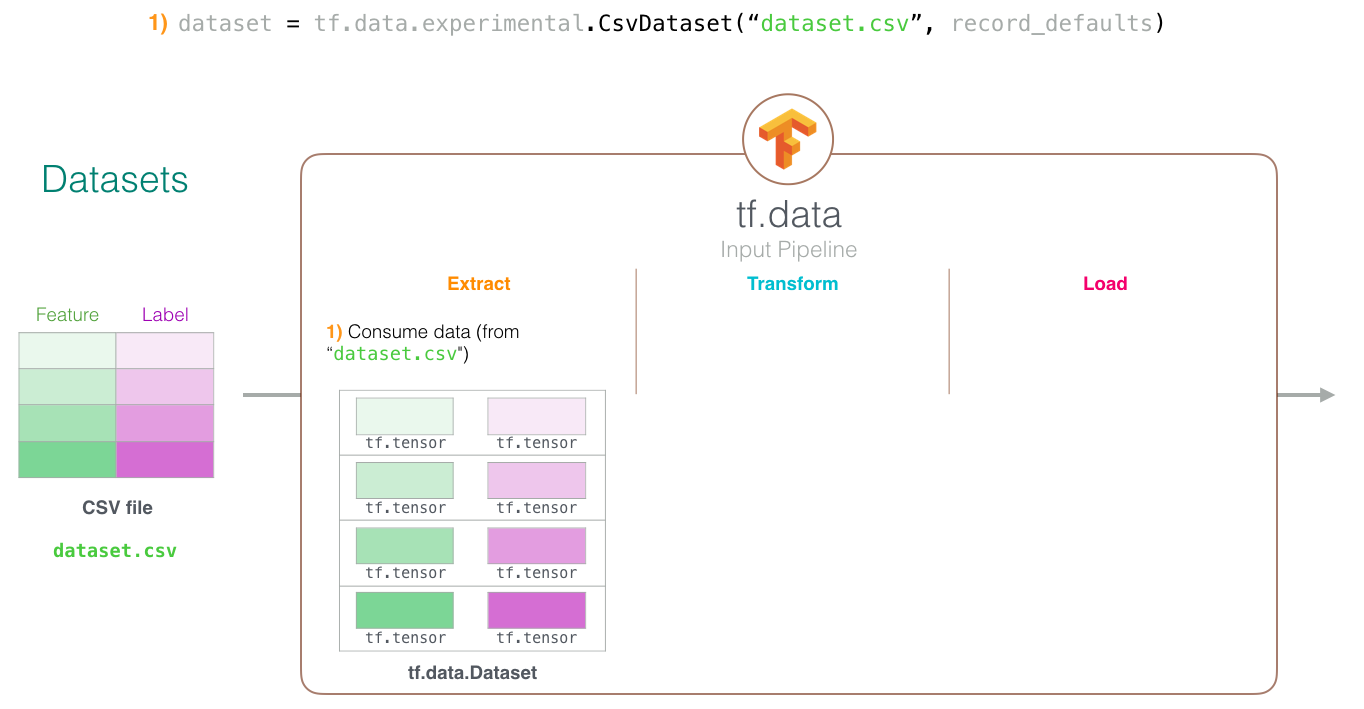 1) dataset = tf.data.experimental.CsvDataset(“dataset.csv”, record_defaults)
tf.data
Input Pipeline
Datasets
Feature Label
CSV file
dataset.csv
Extract
1) Consume data (from
“dataset.csv")
tf.tensor tf.tensor
tf.tensor tf.tensor
tf.tensor tf.tensor
tf.tensor tf.tensor
tf.data.Dataset
Transform
Load